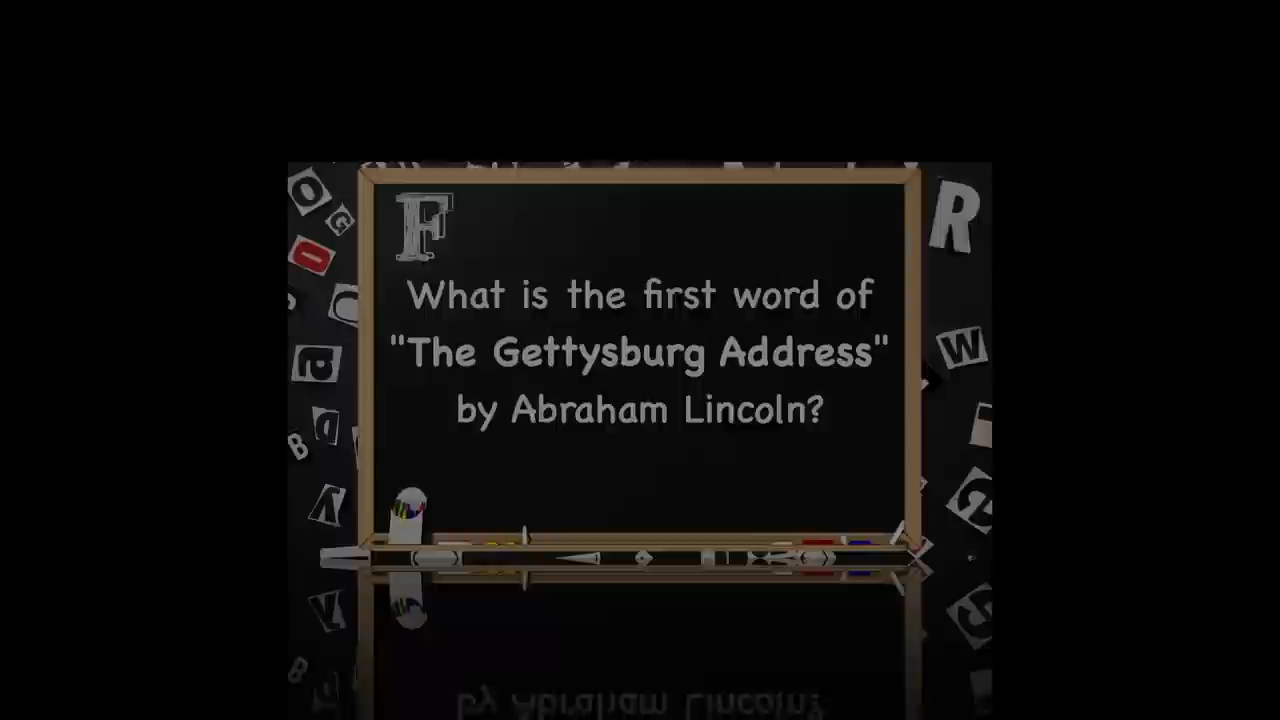 F
What is the first word of
"The Gettysburg Address"
by Abraham Lincoln?
O
G
R
W
B